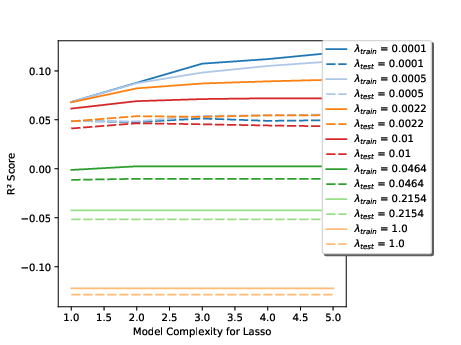 λtrain = 0.0001
λtest = 0.0001
λtrain = 0.0005
λtest = 0.0005
λtrain = 0.0022
λtest = 0.0022
λtrain = 0.01
λtest = 0.01
λtrain = 0.0464
λtest = 0.0464
λtrain = 0.2154
λtest = 0.2154
λtrain = 1.0
λtest = 1.0
R² Score
0.10
0.05
0.00
−0.05
−0.10
1.0 1.5 2.0 2.5 3.0 3.5 4.0 4.5 5.0
Model Complexity for Lasso